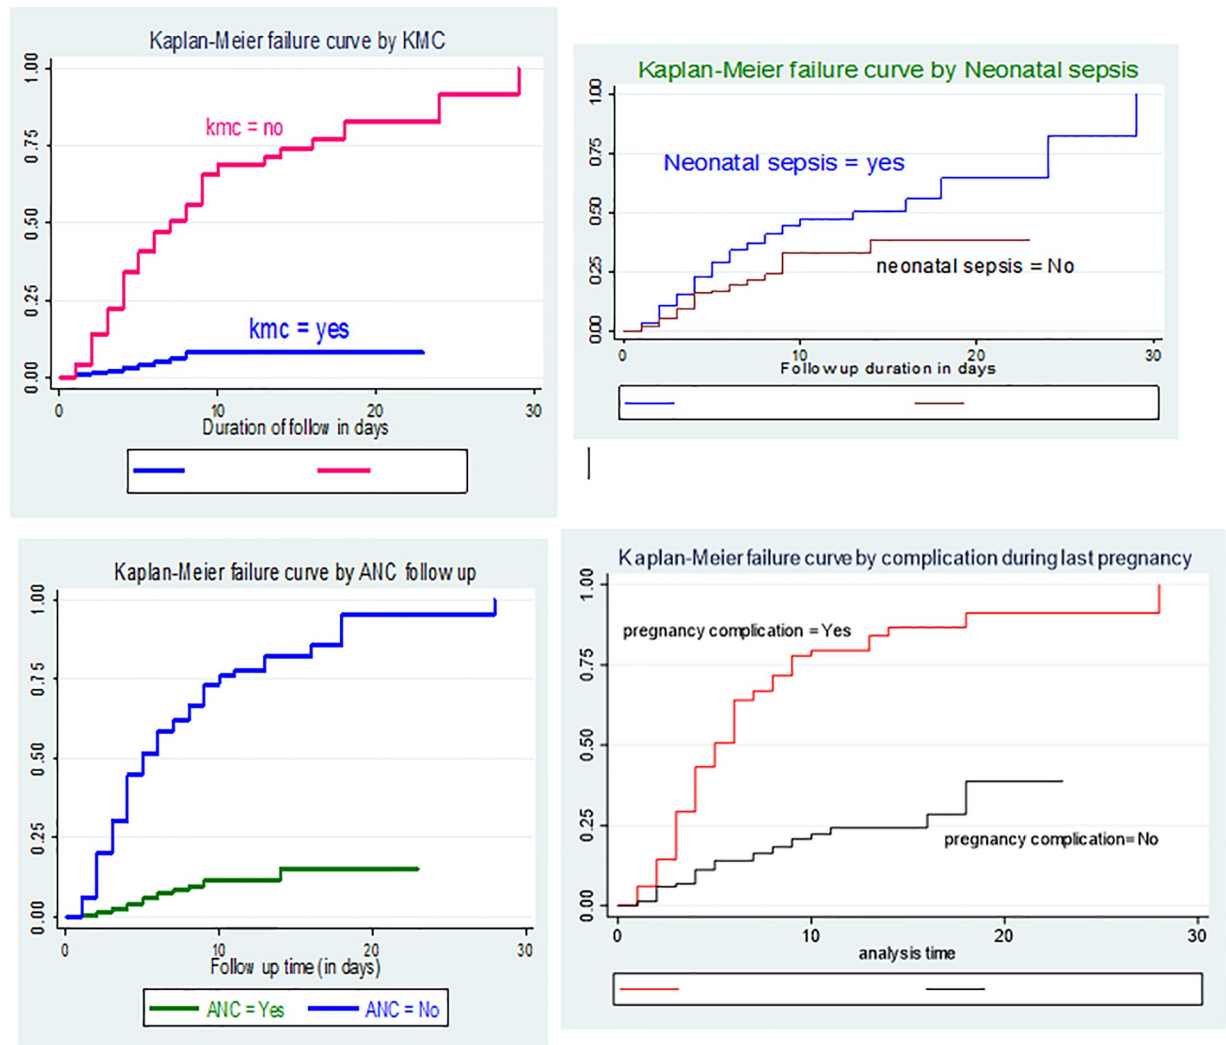 Kaplan-Meier failure curve by KMC
1.00
0.75
0.50
0.25
0.00
kmc = no
kmc = yes
0 10 20 30
Duration of follow in days
Kaplan-Meier failure curve by Neonatal sepsis
1.00
0.75
0.50
0.25
0.00
Neonatal sepsis = yes
neonatal sepsis = No
0 10 20 30
Followup duration in days
Kaplan-Meier failure curve by ANC follow up
1.00
0.75
0.50
0.25
0.00
0 10 20 30
Follow up time (in days)
ANC = Yes ANC = No
Kaplan-Meier failure curve by complication during last pregnancy
1.00
0.75
0.50
0.25
0.00
pregnancy complication = Yes
pregnancy complication= No
0 10 20 30
analysis time